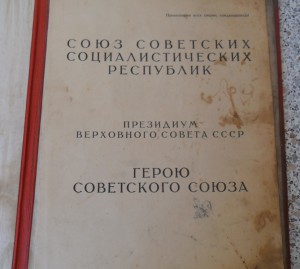 СОЮЗ СОВЕТСКИХ
СОЦИАЛИСТИЧЕСКИХ
РЕСПУБЛИК
ПРЕЗИДИУМ
ВЕРХОВНОГО СОВЕТА СССР
ГЕРОЮ
СОВЕТСКОГО СОЮЗА